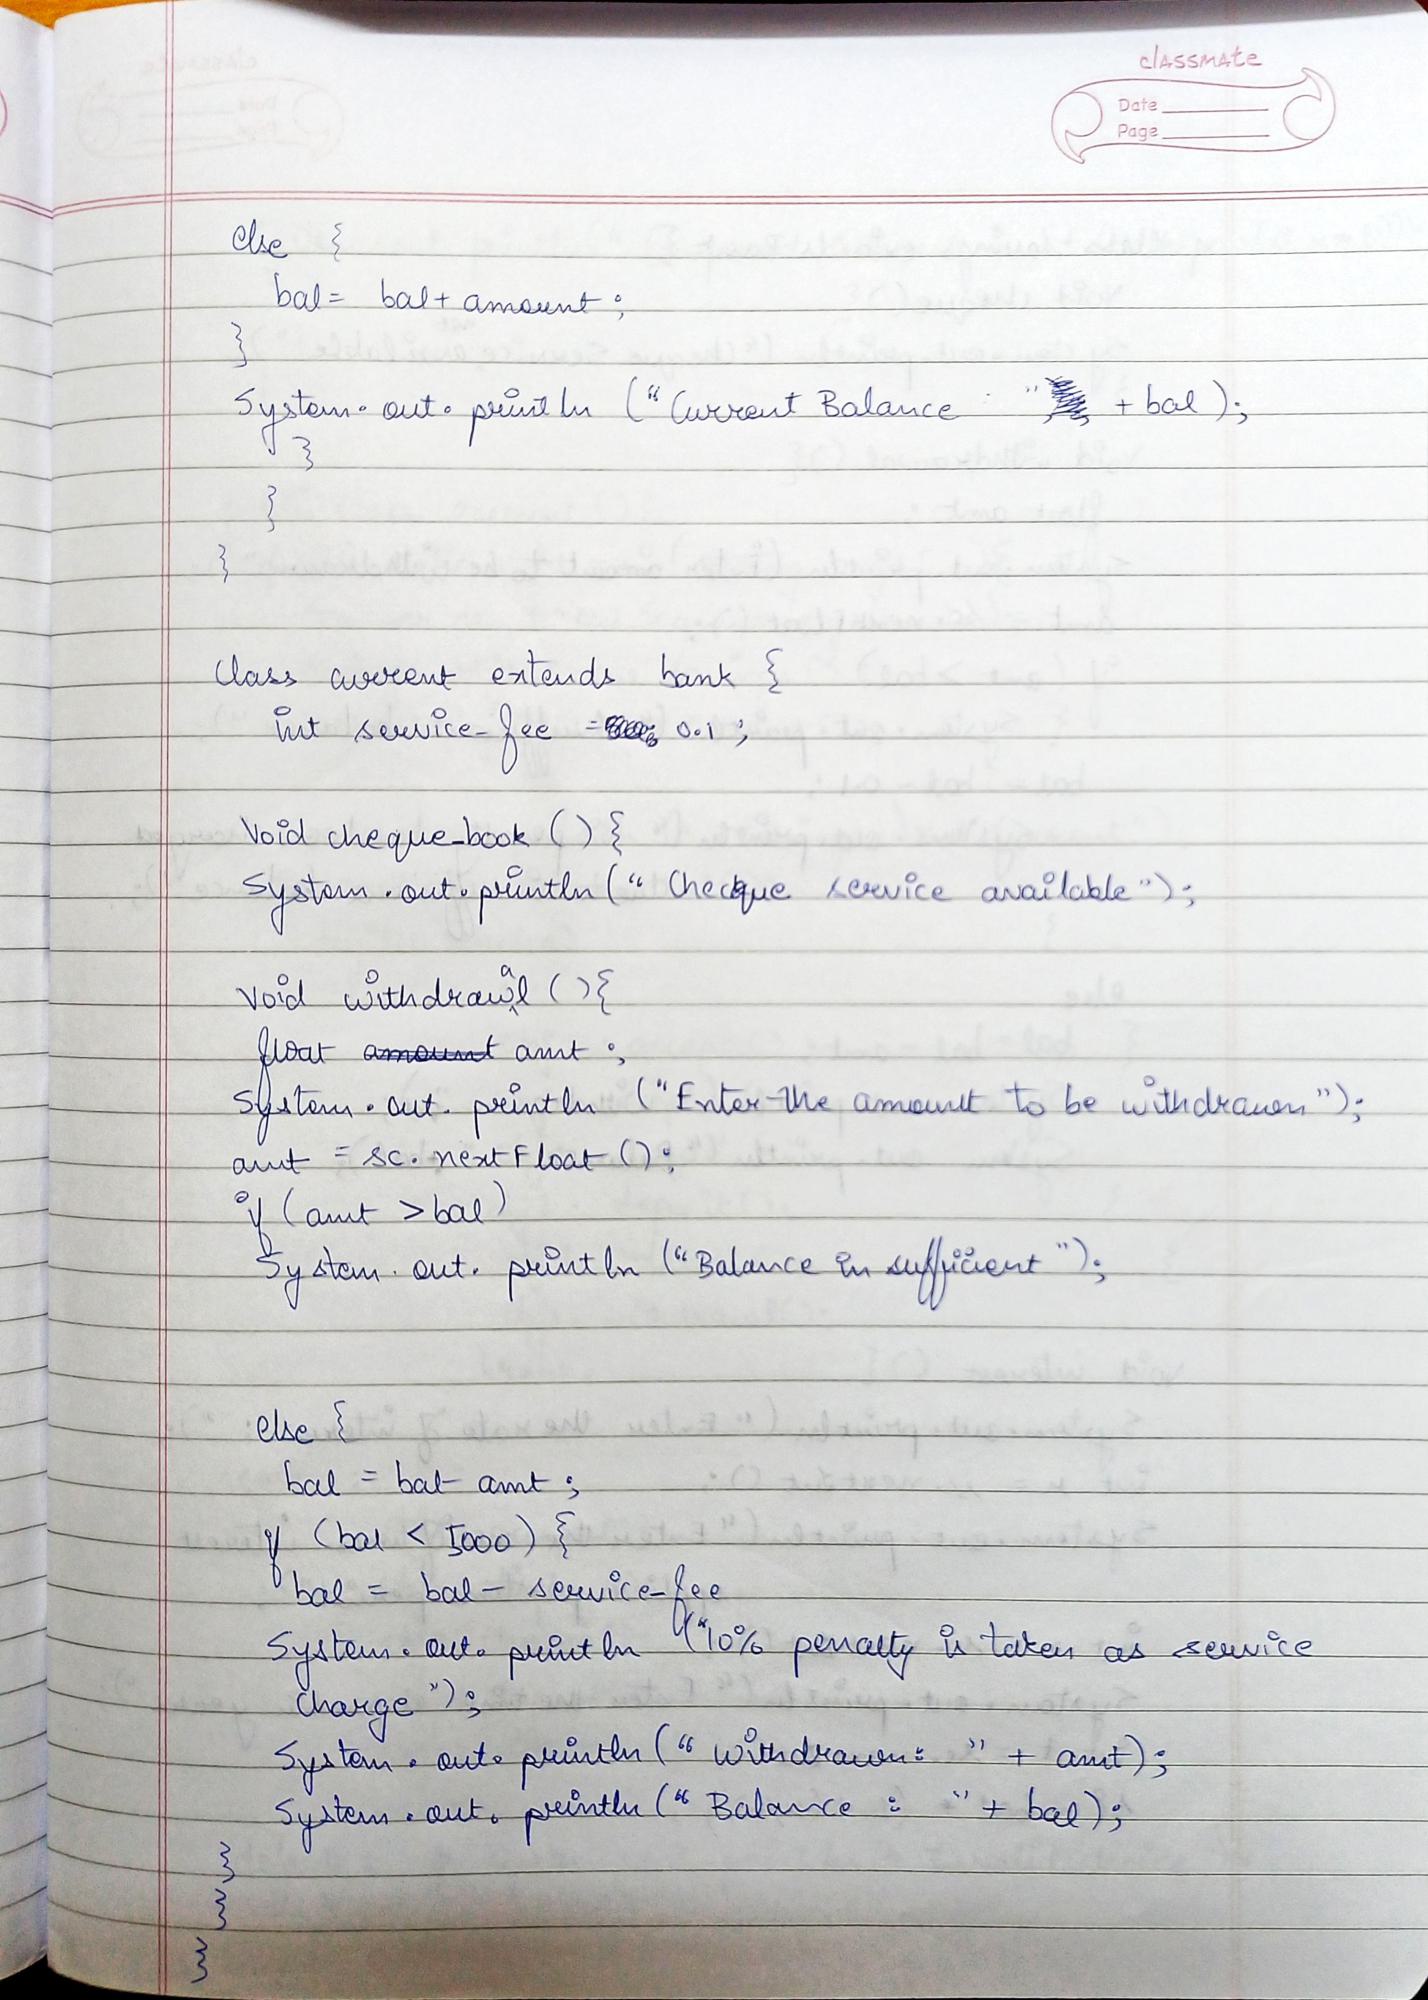 classmate
Date
Page
else {
bal = bal + amount ;
}
System.out.println ("Current Balance : " + bal );
}
}
}
Class current extends bank {
int service_fee = 0.1 ;
Void cheque_book ( ) {
System.out.println (" Checque service available ");
Void withdrawal ( ) {
float amount amt ;
System.out.println ("Enter the amount to be withdrawn");
amt = sc.nextFloat ( );
if (amt > bal)
System.out.println ("Balance insufficient ");
else {
bal = bal - amt ;
if (bal < 5000) {
bal = bal - service_fee
System.out.println ("10% penalty is taken as service
charge ");
System.out.println (" Withdrawn: " + amt);
System.out.println (" Balance : " + bal);
}
}
}